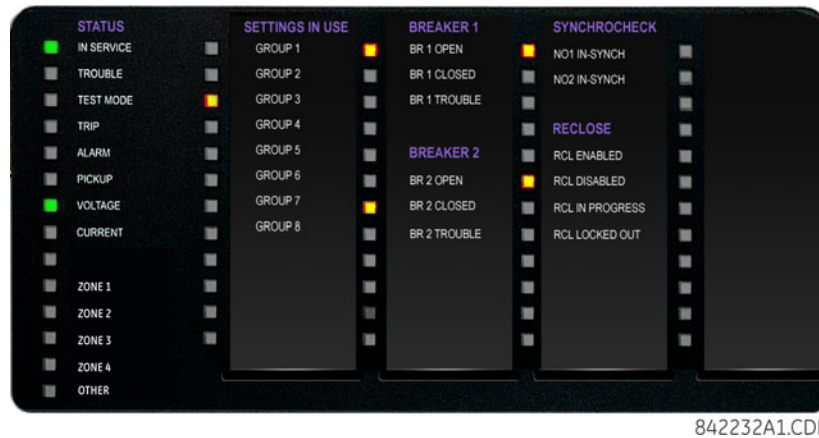 STATUS
IN SERVICE
TROUBLE
TEST MODE
TRIP
ALARM
PICKUP
VOLTAGE
CURRENT
ZONE 1
ZONE 2
ZONE 3
ZONE 4
OTHER
SETTINGS IN USE
GROUP 1
GROUP 2
GROUP 3
GROUP 4
GROUP 5
GROUP 6
GROUP 7
GROUP 8
BREAKER 1
BR 1 OPEN
BR 1 CLOSED
BR 1 TROUBLE
BREAKER 2
BR 2 OPEN
BR 2 CLOSED
BR 2 TROUBLE
SYNCHROCHECK
NO1 IN-SYNCH
NO2 IN-SYNCH
RECLOSE
RCL ENABLED
RCL DISABLED
RCL IN PROGRESS
RCL LOCKED OUT